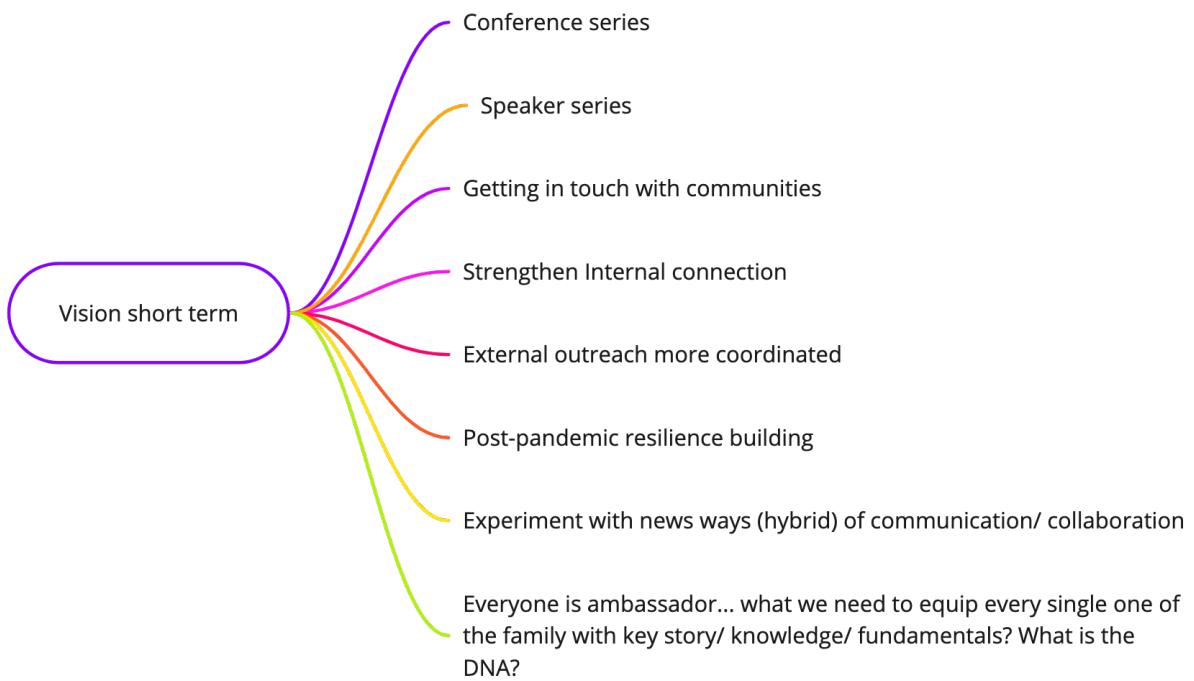 Conference series
Speaker series
Getting in touch with communities
Strengthen Internal connection
Vision short term
External outreach more coordinated
Post-pandemic resilience building
Experiment with news ways (hybrid) of communication/ collaboration
Everyone is ambassador... what we need to equip every single one of
the family with key story/ knowledge/ fundamentals? What is the
DNA?